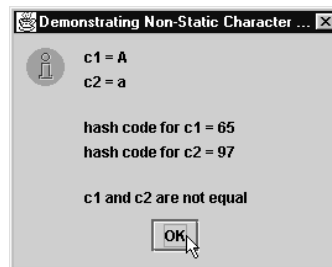 Demonstrating Non-Static Character ...
c1 = A
c2 = a
hash code for c1 = 65
hash code for c2 = 97
c1 and c2 are not equal
OK